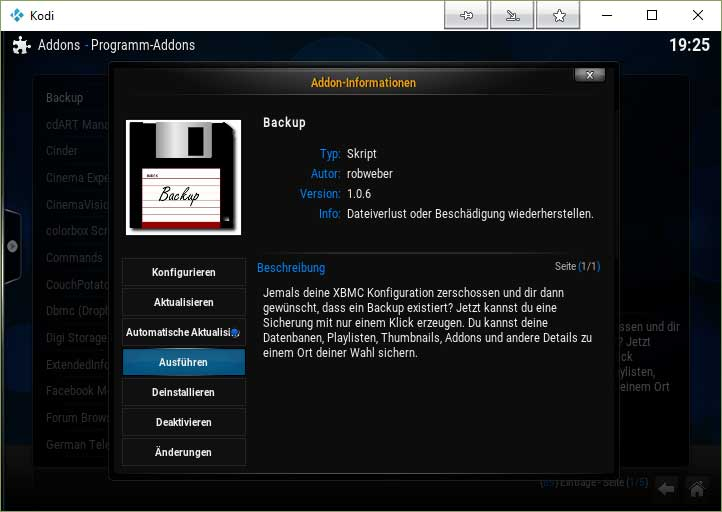 Kodi
Addons - Programm-Addons
19:25
Addon-Informationen
Backup
Backup
Typ: Skript
Autor: robweber
Version: 1.0.6
Info: Dateiverlust oder Beschädigung wiederherstellen.
Backup
Konfigurieren
Aktualisieren
Automatische Aktualisi
Ausführen
Deinstallieren
Deaktivieren
Änderungen
Beschreibung
Seite (1/1)
Jemals deine XBMC Konfiguration zerschossen und dir dann
gewünscht, dass ein Backup existiert? Jetzt kannst du eine
Sicherung mit nur einem Klick erzeugen. Du kannst deine
Datenbanen, Playlisten, Thumbnails, Addons und andere Details zu
einem Ort deiner Wahl sichern.
cdART Mana
Cinder
Cinema Expe
CinemaVisio
colorbox Scr
Commands
CouchPotato
Dbmc (Dropl
Digi Storage
ExtendedInfo
Facebook M
Forum Brow
German Tele
ssen und dir
? Jetzt
ick
ylisten,
einem Ort
Einträge - Seite (1/5)